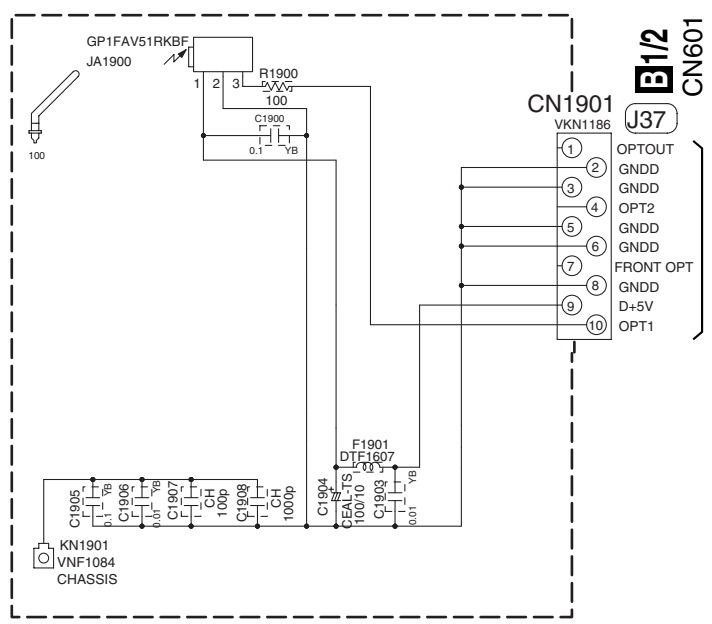 GP1FAV51RKBF
JA1900
1 2 3
R1900
100
C1900
0.1 YB
100
B1/2
CN601
CN1901
VKN1186
J37
1 OPTOUT
2 GNDD
3 GNDD
4 OPT2
5 GNDD
6 GNDD
7 FRONT OPT
8 GNDD
9 D+5V
10 OPT1
F1901
DTF1607
C1905
YB
0.1
C1906
YB
0.01
C1907
CH
100p
C1908
CH
1000p
C1904
+
CEAL-TS
100/10
C1903
YB
0.01
KN1901
VNF1084
CHASSIS